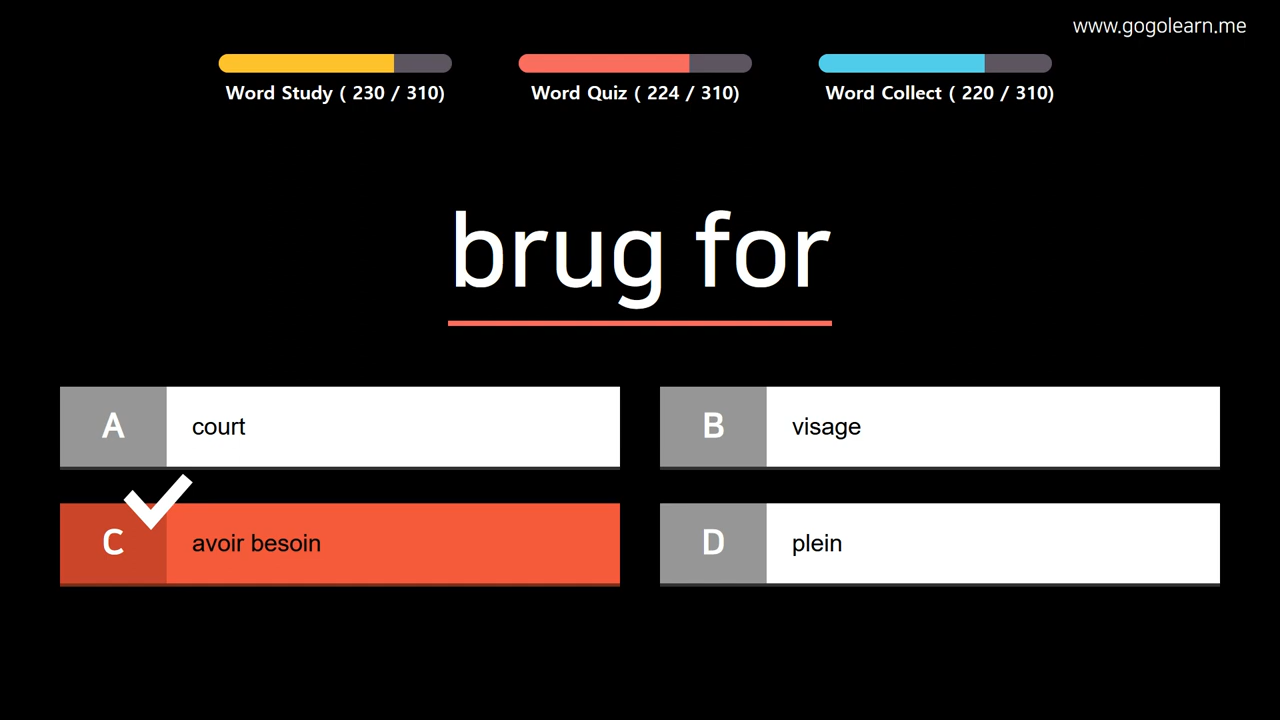 www.gogolearn.me
Word Study ( 230 / 310)
Word Quiz ( 224 / 310)
Word Collect ( 220 / 310)
brug for
A court
B visage
C avoir besoin
D plein